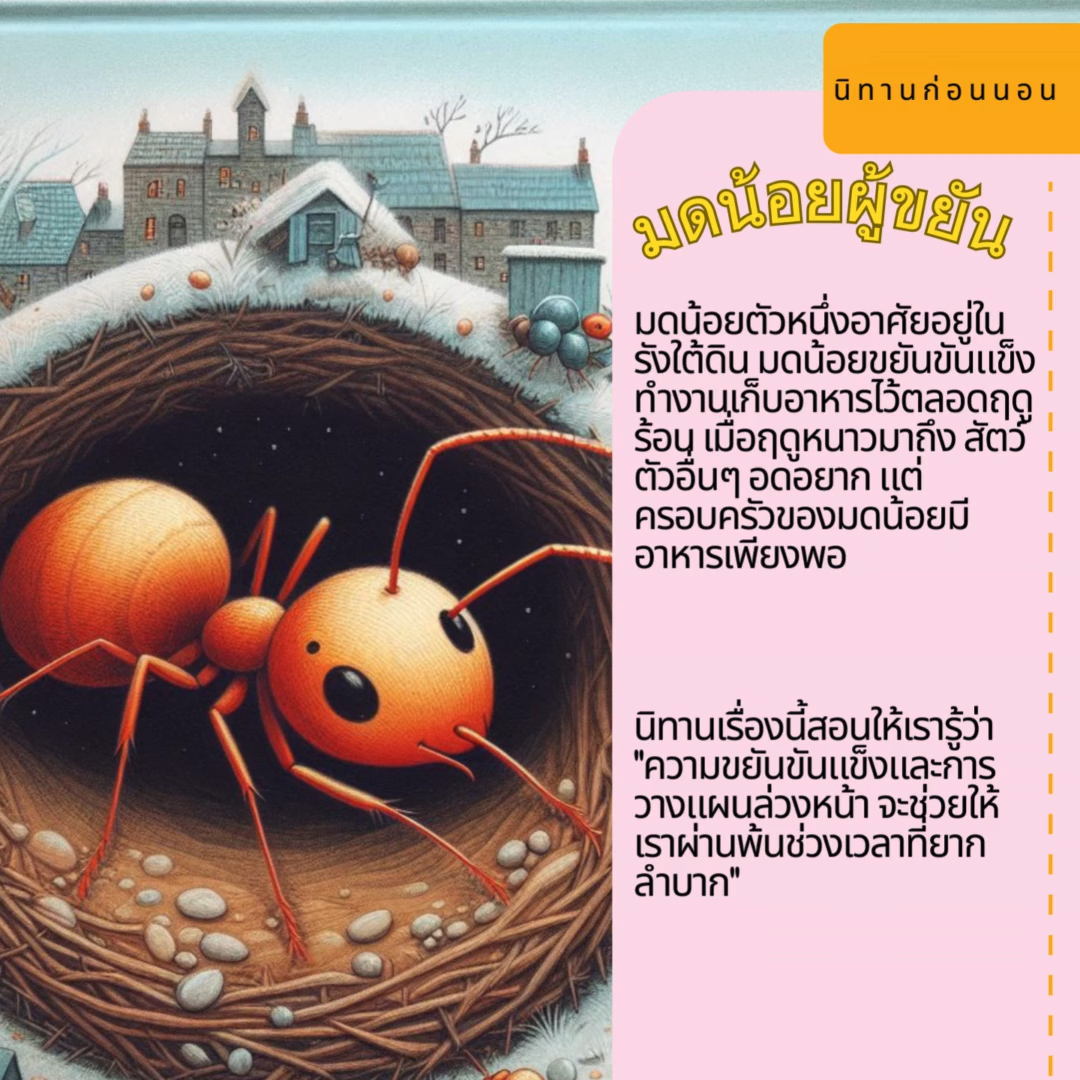 นิทานก่อนนอน
มดน้อยผู้ขยัน
มดน้อยตัวหนึ่งอาศัยอยู่ใน
รังใต้ดิน มดน้อยขยันขันแข็ง
ทำงานเก็บอาหารไว้ตลอดฤดู
ร้อน เมื่อฤดูหนาวมาถึง สัตว์
ตัวอื่นๆ อดอยาก แต่
ครอบครัวของมดน้อยมี
อาหารเพียงพอ
นิทานเรื่องนี้สอนให้เรารู้ว่า
"ความขยันขันแข็งและการ
วางแผนล่วงหน้า จะช่วยให้
เราผ่านพ้นช่วงเวลาที่ยาก
ลำบาก"